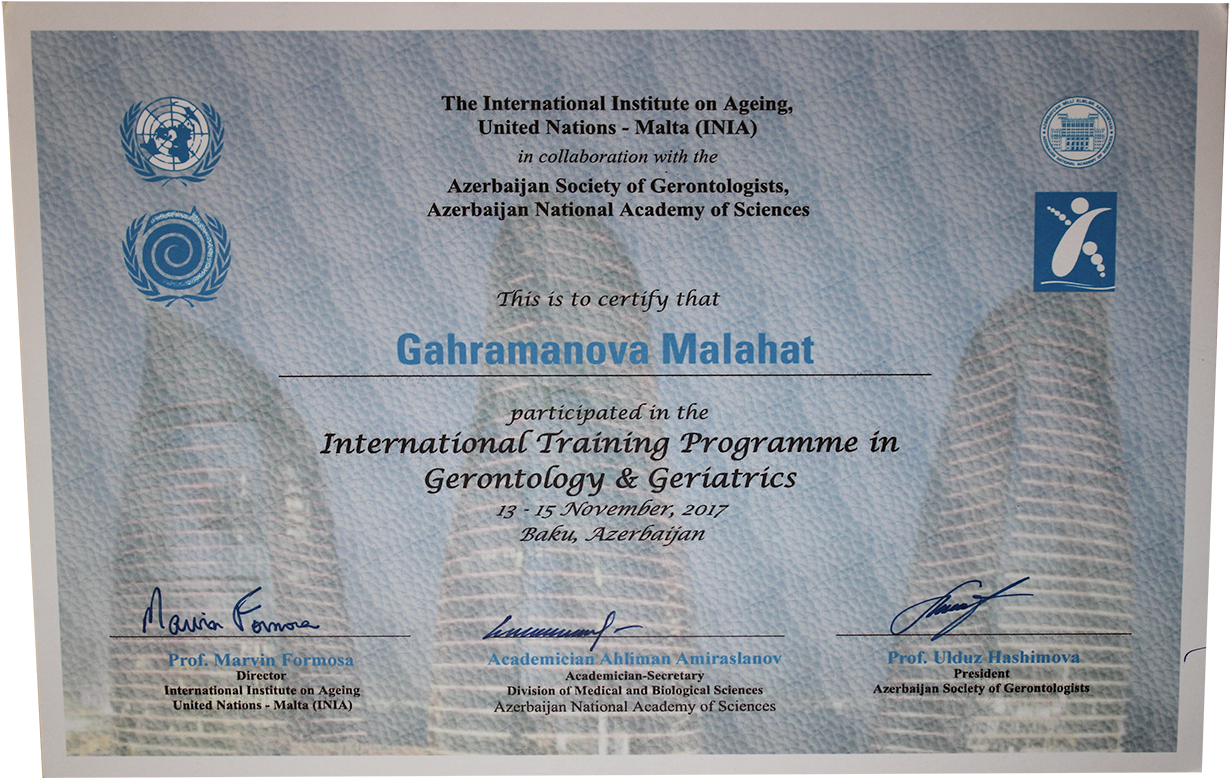 The International Institute on Ageing,
United Nations - Malta (INIA)
in collaboration with the
Azerbaijan Society of Gerontologists,
Azerbaijan National Academy of Sciences
This is to certify that
Gahramanova Malahat
participated in the
International Training Programme in
Gerontology & Geriatrics
13 - 15 November, 2017
Baku, Azerbaijan
Marvin Formosa
Prof. Marvin Formosa
Director
International Institute on Ageing
United Nations - Malta (INIA)
Academician Ahliman Amiraslanov
Academician-Secretary
Division of Medical and Biological Sciences
Azerbaijan National Academy of Sciences
Prof. Ulduz Hashimova
President
Azerbaijan Society of Gerontologists